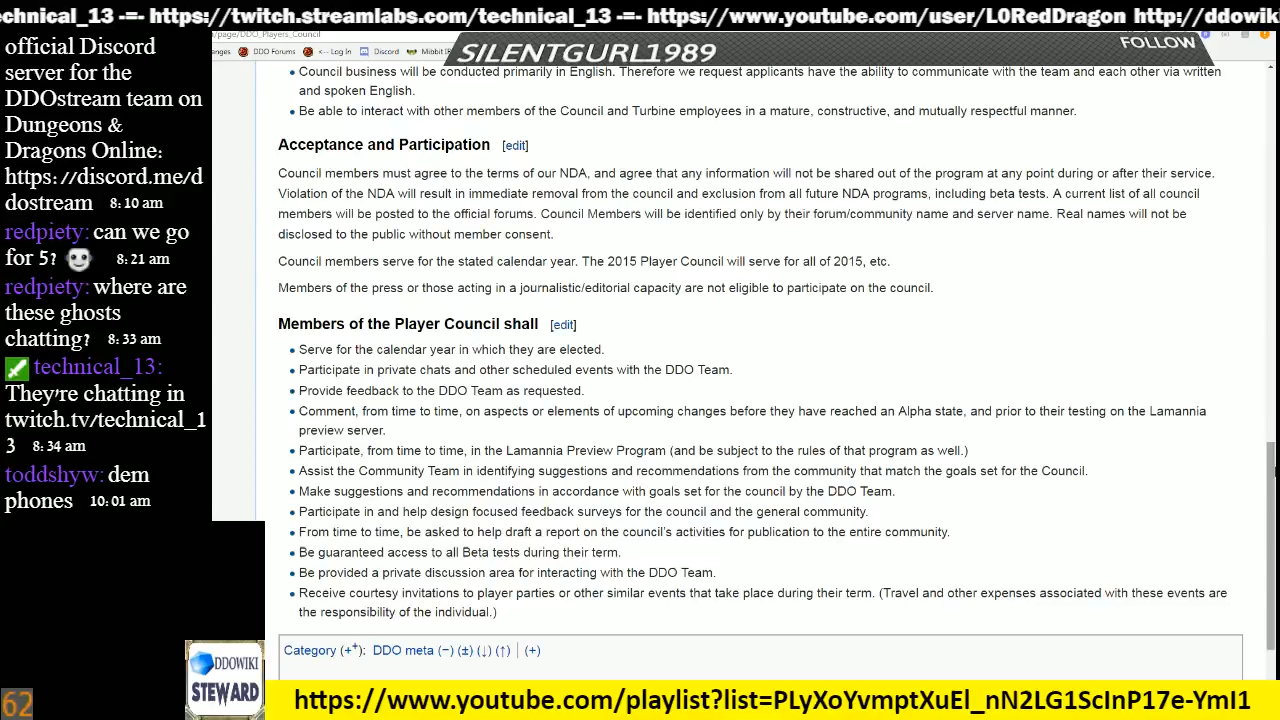 echnical_13 -=- https://twitch.streamlabs.com/technical_13 -=- https://www.youtube.com/user/L0RedDragon http://ddowiki
/page/DDO_Players_Council
nges DDO Forums <-- Log In Discord Mibbit IR
SILENTGURL1989
FOLLOW
official Discord
server for the
DDOstream team on
Dungeons &
Dragons Online:
https://discord.me/d
dostream 8:10 am
redpiety: can we go
for 5? 8:21 am
redpiety: where are
these ghosts
chatting? 8:33 am
technical_13:
They're chatting in
twitch.tv/technical_1
3 8:34 am
toddshyw: dem
phones 10:01 am
• Council business will be conducted primarily in English. Therefore we request applicants have the ability to communicate with the team and each other via written
and spoken English.
• Be able to interact with other members of the Council and Turbine employees in a mature, constructive, and mutually respectful manner.
Acceptance and Participation [edit]
Council members must agree to the terms of our NDA, and agree that any information will not be shared out of the program at any point during or after their service.
Violation of the NDA will result in immediate removal from the council and exclusion from all future NDA programs, including beta tests. A current list of all council
members will be posted to the official forums. Council Members will be identified only by their forum/community name and server name. Real names will not be
disclosed to the public without member consent.
Council members serve for the stated calendar year. The 2015 Player Council will serve for all of 2015, etc.
Members of the press or those acting in a journalistic/editorial capacity are not eligible to participate on the council.
Members of the Player Council shall [edit]
• Serve for the calendar year in which they are elected.
• Participate in private chats and other scheduled events with the DDO Team.
• Provide feedback to the DDO Team as requested.
• Comment, from time to time, on aspects or elements of upcoming changes before they have reached an Alpha state, and prior to their testing on the Lamannia
preview server.
• Participate, from time to time, in the Lamannia Preview Program (and be subject to the rules of that program as well.)
• Assist the Community Team in identifying suggestions and recommendations from the community that match the goals set for the Council.
• Make suggestions and recommendations in accordance with goals set for the council by the DDO Team.
• Participate in and help design focused feedback surveys for the council and the general community.
• From time to time, be asked to help draft a report on the council's activities for publication to the entire community.
• Be guaranteed access to all Beta tests during their term.
• Be provided a private discussion area for interacting with the DDO Team.
• Receive courtesy invitations to player parties or other similar events that take place during their term. (Travel and other expenses associated with these events are
the responsibility of the individual.)
Category (++): DDO meta (−) (±) (↓) (↑) | (+)
DDOWIKI
STEWARD
62
https://www.youtube.com/playlist?list=PLyXoYvmptXuEl_nN2LG1ScInP17e-YmI1